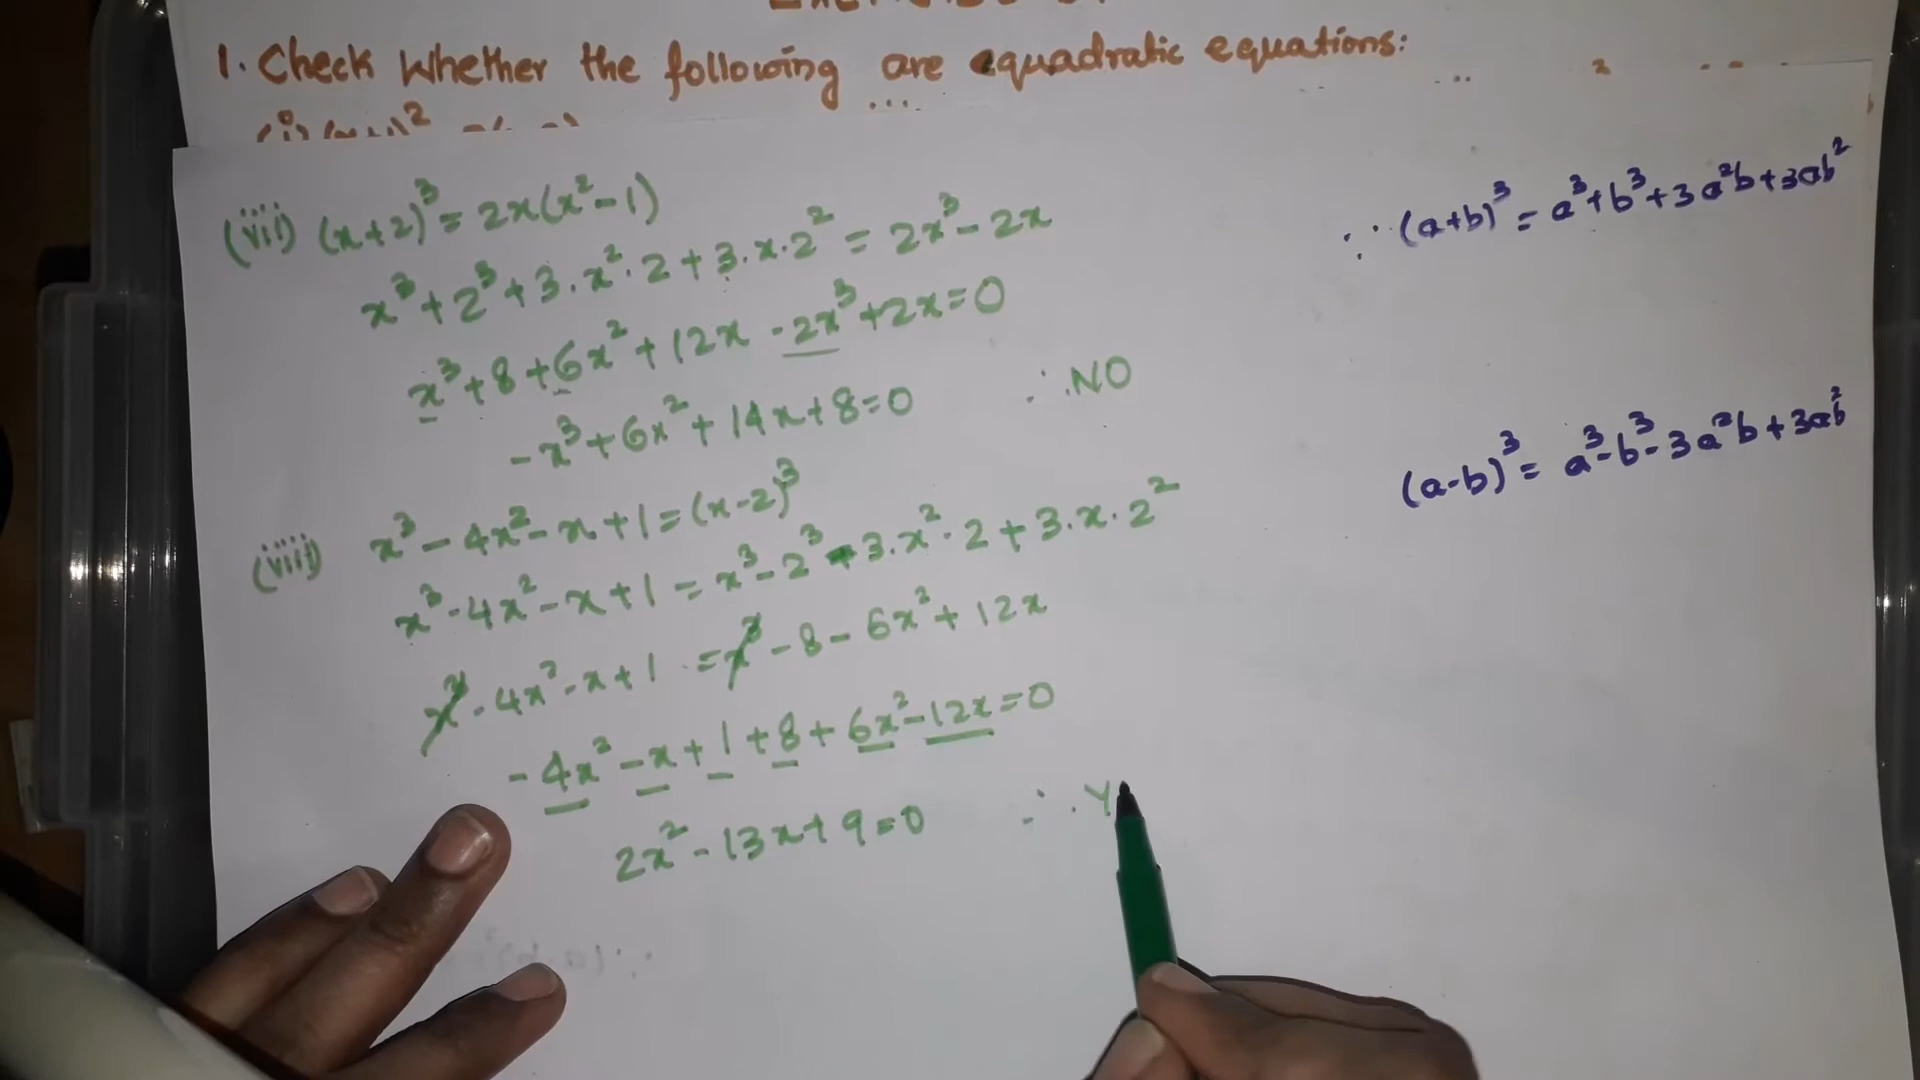 1. Check whether the following are quadratic equations:
(vii) (x+2)³ = 2x(x²-1)
x³+2³+3.x².2+3.x.2² = 2x³-2x
x³+8+6x²+12x-2x³+2x=0
-x³+6x²+14x+8=0 ∴ NO
(viii) x³-4x²-x+1=(x-2)³
x³-4x²-x+1 = x³-2³-3.x².2+3.x.2²
x³-4x²-x+1 = x³-8-6x²+12x
-4x²-x+1+8+6x²-12x=0
2x²-13x+9=0 ∴ Y
∵ (a+b)³ = a³+b³+3a²b+3ab²
(a-b)³ = a³-b³-3a²b+3ab²